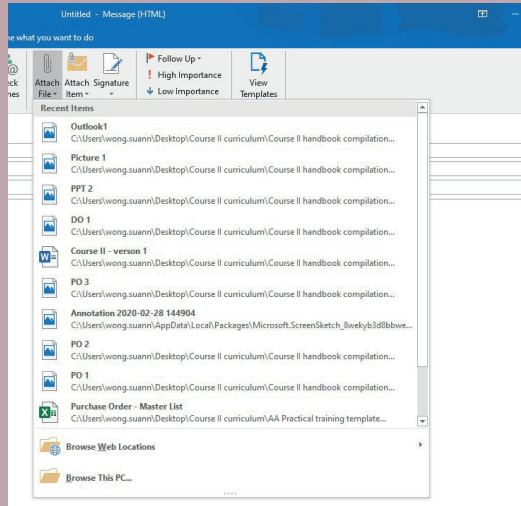 Untitled - Message (HTML)
me what you want to do
Attach File
Attach Item
Signature
Follow Up
High Importance
Low Importance
View Templates
Recent Items
Outlook1
C:\Users\wong.suann\Desktop\Course II curriculum\Course II handbook compilation...
Picture 1
C:\Users\wong.suann\Desktop\Course II curriculum\Course II handbook compilation...
PPT 2
C:\Users\wong.suann\Desktop\Course II curriculum\Course II handbook compilation...
DO 1
C:\Users\wong.suann\Desktop\Course II curriculum\Course II handbook compilation...
Course II - verson 1
C:\Users\wong.suann\Desktop\Course II curriculum\Course II handbook compilation...
PO 3
C:\Users\wong.suann\Desktop\Course II curriculum\Course II handbook compilation...
Annotation 2020-02-28 144904
C:\Users\wong.suann\AppData\Local\Packages\Microsoft.ScreenSketch_8wekyb3d8bbwe...
PO 2
C:\Users\wong.suann\Desktop\Course II curriculum\Course II handbook compilation...
PO 1
C:\Users\wong.suann\Desktop\Course II curriculum\Course II handbook compilation...
Purchase Order - Master List
C:\Users\wong.suann\Desktop\Course II curriculum\AA Practical training template...
Browse Web Locations
Browse This PC...